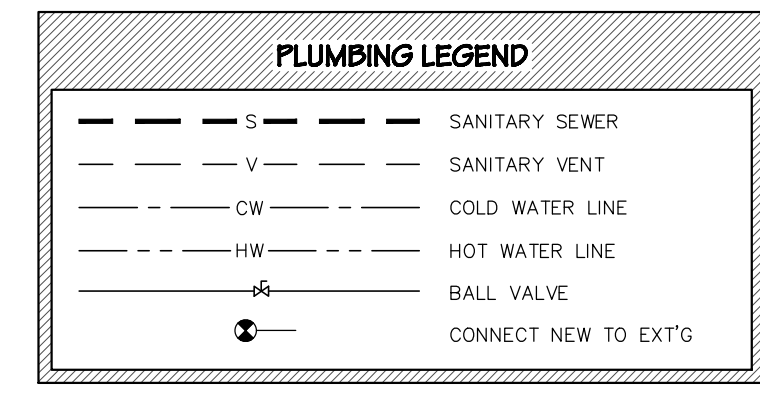 PLUMBING LEGEND
S SANITARY SEWER
V SANITARY VENT
CW COLD WATER LINE
HW HOT WATER LINE
BALL VALVE
CONNECT NEW TO EXT'G